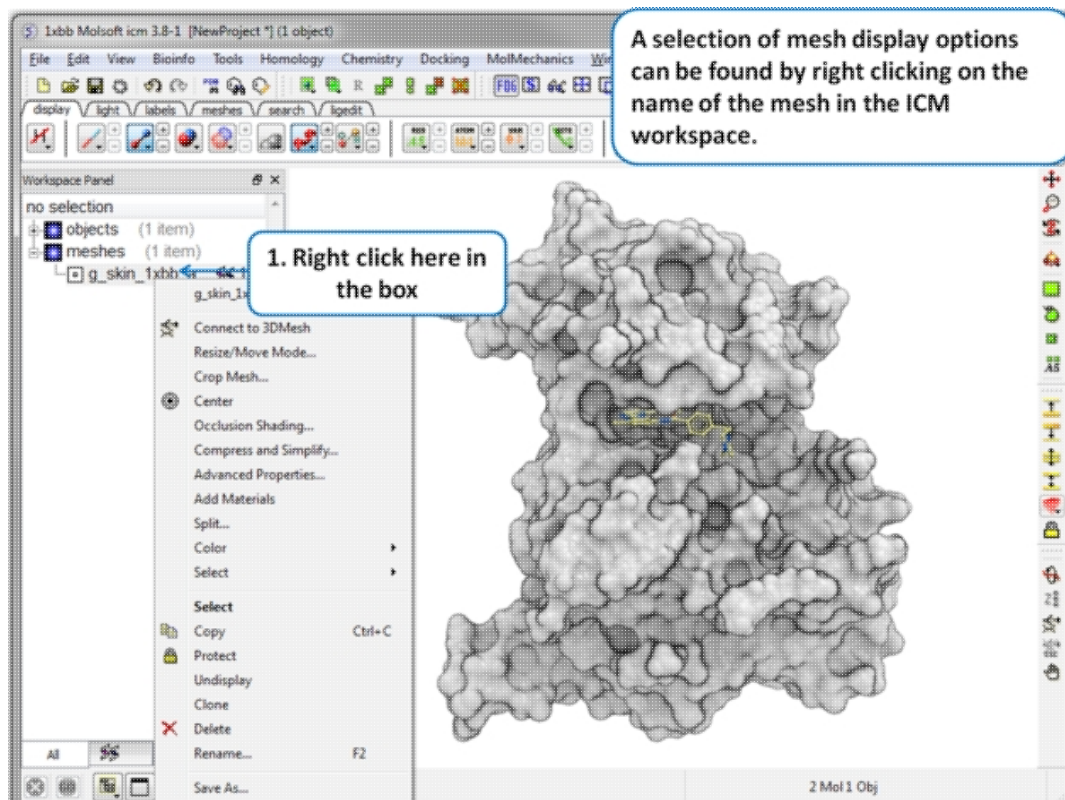 1xbb Molsoft icm 3.8-1 [NewProject *] (1 object)
File Edit View Bioinfo Tools Homology Chemistry Docking MolMechanics
A selection of mesh display options
can be found by right clicking on the
name of the mesh in the ICM
workspace.
display light labels meshes search ligedit
Workspace Panel
no selection
objects (1 item)
meshes (1 item)
g_skin_1xbb
1. Right click here in
the box
Connect to 3DMesh
Resize/Move Mode...
Crop Mesh...
Center
Occlusion Shading...
Compress and Simplify...
Advanced Properties...
Add Materials
Split...
Color
Select
Select
Copy Ctrl+C
Protect
Undisplay
Clone
Delete
Rename... F2
Save As...
All
2 Mol 1 Obj